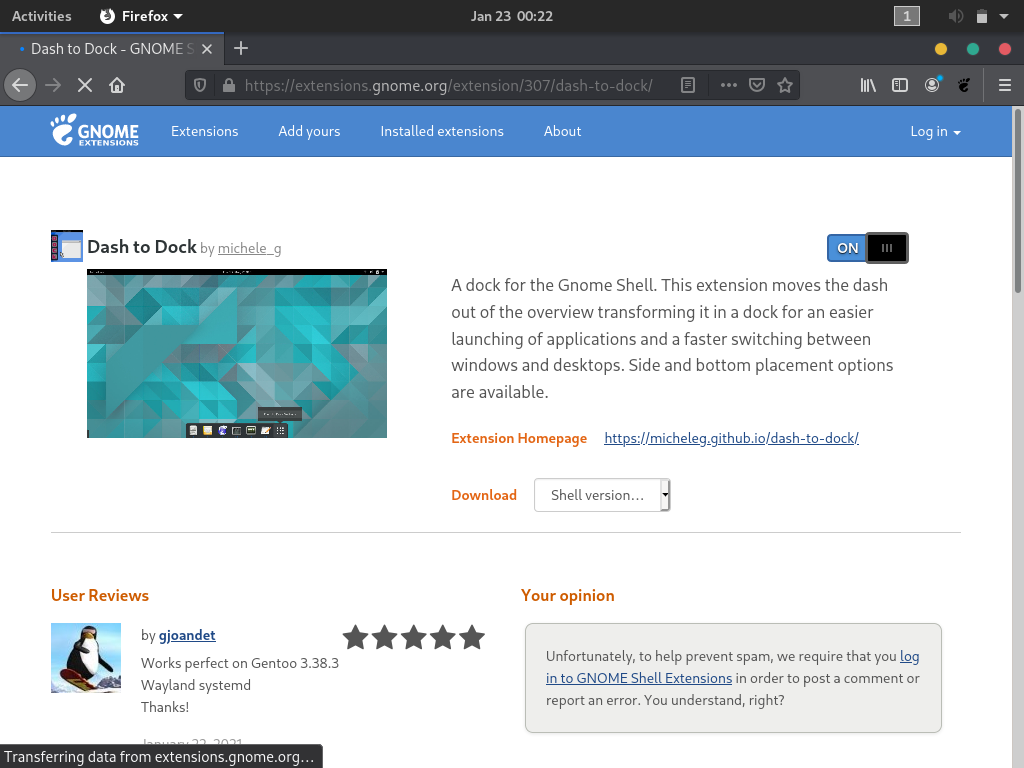 Activities
Firefox
Jan 23 00:22
1
Dash to Dock - GNOME S
https://extensions.gnome.org/extension/307/dash-to-dock/
GNOME
EXTENSIONS
Extensions
Add yours
Installed extensions
About
Log in
Dash to Dock by michele_g
ON
A dock for the Gnome Shell. This extension moves the dash
out of the overview transforming it in a dock for an easier
launching of applications and a faster switching between
windows and desktops. Side and bottom placement options
are available.
Extension Homepage https://micheleg.github.io/dash-to-dock/
Download Shell version…
User Reviews
by gjoandet
Works perfect on Gentoo 3.38.3
Wayland systemd
Thanks!
January 22, 2021
Your opinion
Unfortunately, to help prevent spam, we require that you log
in to GNOME Shell Extensions in order to post a comment or
report an error. You understand, right?
Transferring data from extensions.gnome.org…